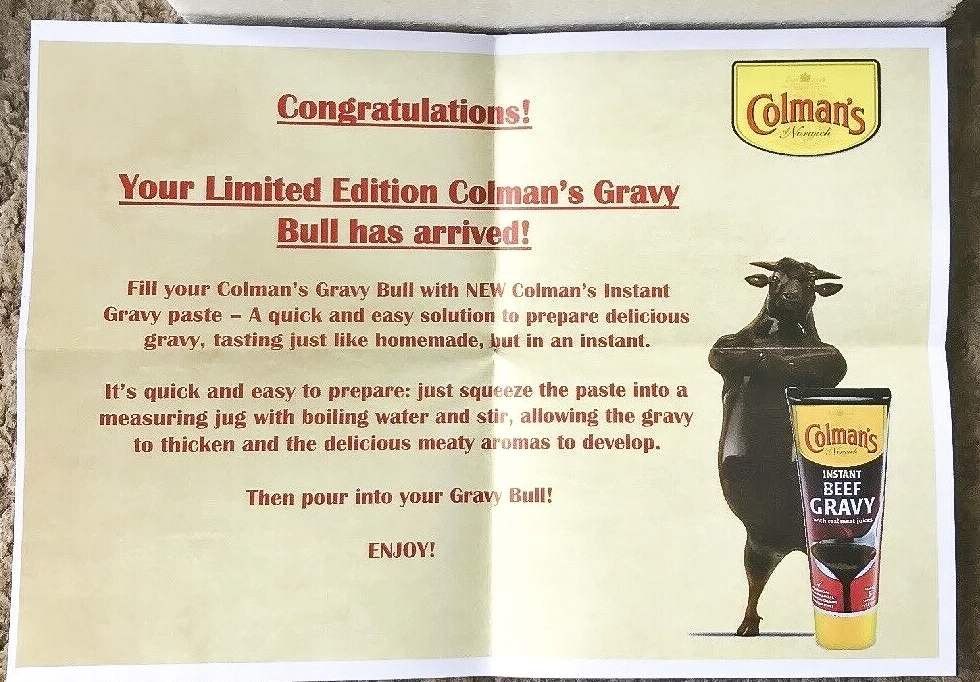 Congratulations!
Your Limited Edition Colman's Gravy
Bull has arrived!
Fill your Colman's Gravy Bull with NEW Colman's Instant
Gravy paste – A quick and easy solution to prepare delicious
gravy, tasting just like homemade, but in an instant.
It's quick and easy to prepare: just squeeze the paste into a
measuring jug with boiling water and stir, allowing the gravy
to thicken and the delicious meaty aromas to develop.
Then pour into your Gravy Bull!
ENJOY!
Colman's
of Norwich
Colman's
of Norwich
INSTANT
BEEF
GRAVY
with real meat juices